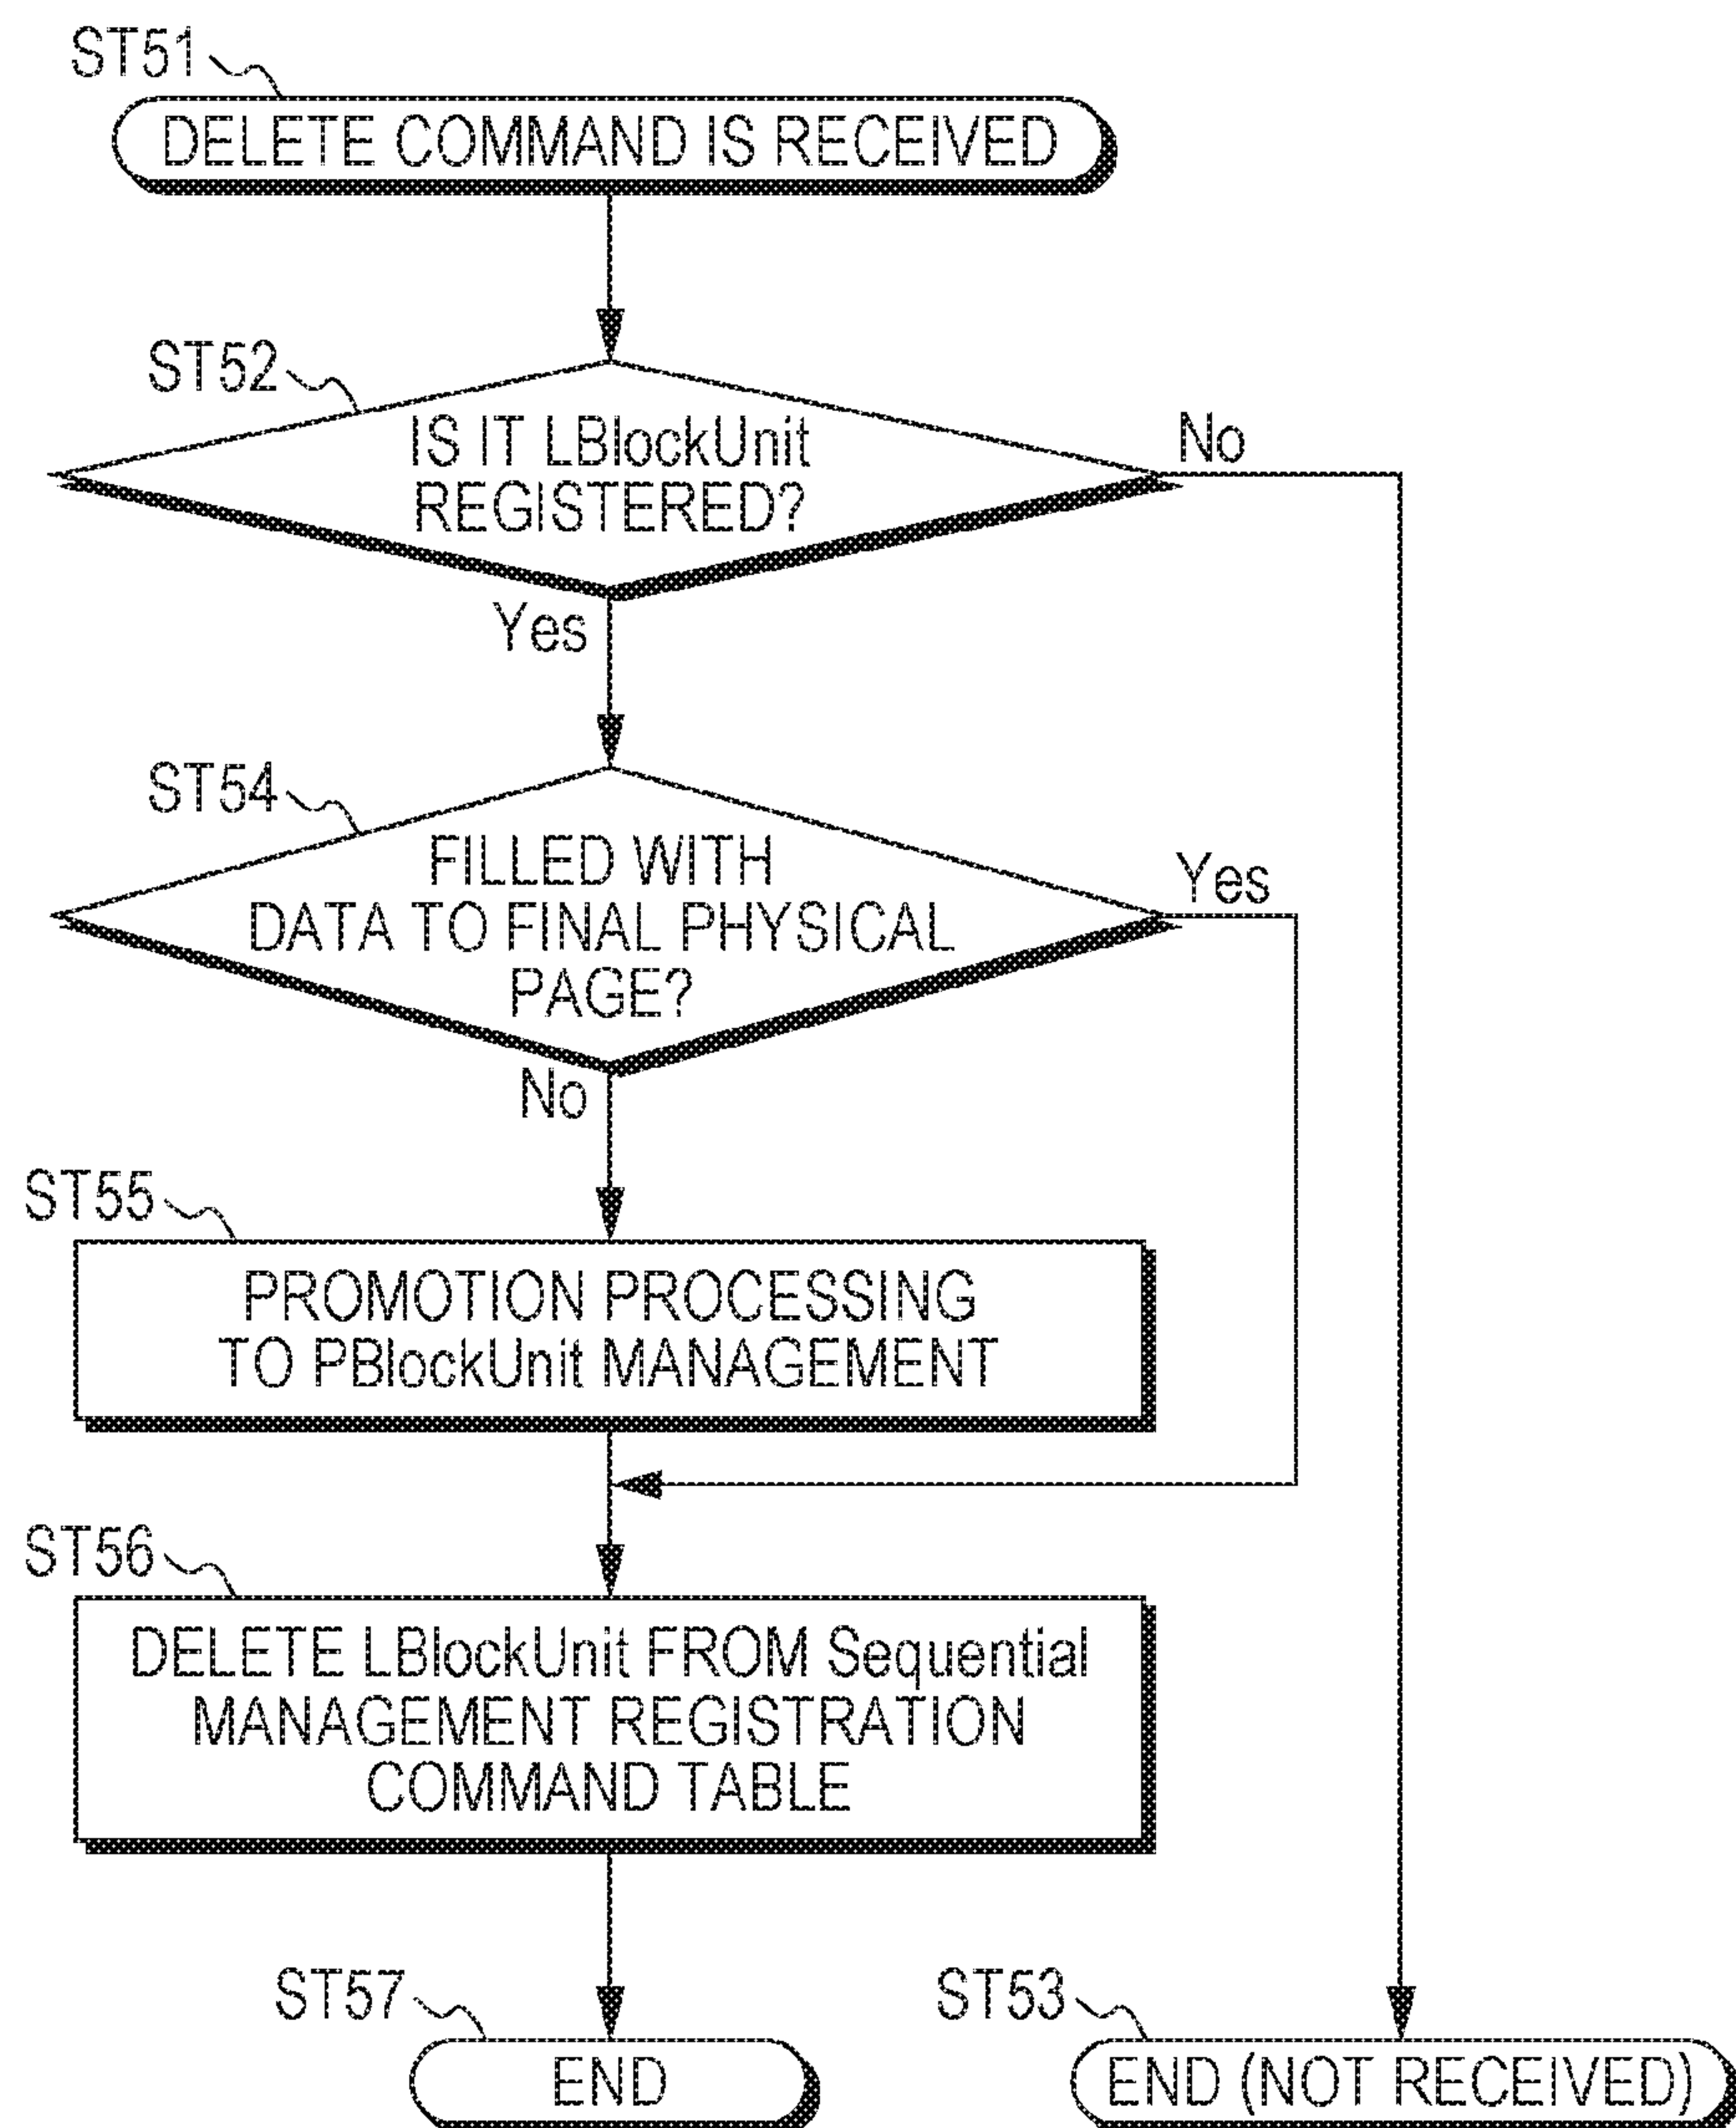 ST51
DELETE COMMAND IS RECEIVED
ST52
IS IT LBlockUnit
REGISTERED?
No
Yes
ST54
FILLED WITH
DATA TO FINAL PHYSICAL
PAGE?
Yes
No
ST55
PROMOTION PROCESSING
TO PBlockUnit MANAGEMENT
ST56
DELETE LBlockUnit FROM Sequential
MANAGEMENT REGISTRATION
COMMAND TABLE
ST57
END
ST53
END (NOT RECEIVED)